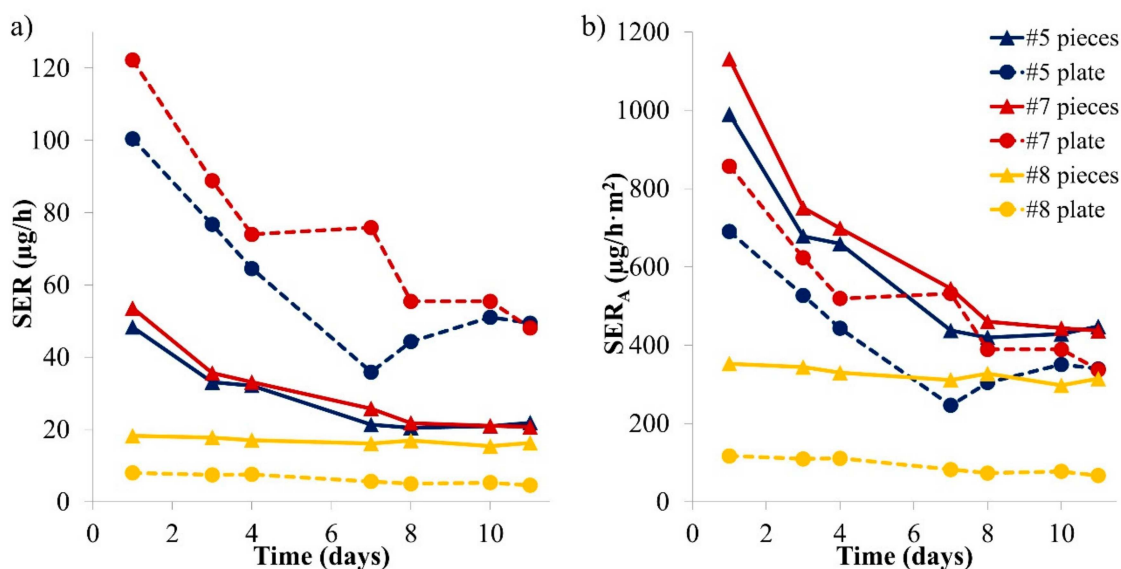 a)
SER (µg/h)
120
100
80
60
40
20
0
0 2 4 6 8 10
Time (days)
b)
SER_A (µg/h·m²)
1200
1000
800
600
400
200
0
0 2 4 6 8 10
Time (days)
#5 pieces
#5 plate
#7 pieces
#7 plate
#8 pieces
#8 plate